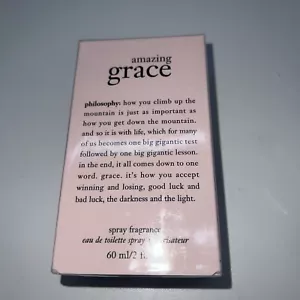 amazing
grace
philosophy: how you climb up the
mountain is just as important as
how you get down the mountain.
and so it is with life, which for many
of us becomes one big gigantic test
followed by one big gigantic lesson.
in the end, it all comes down to one
word. grace. it's how you accept
winning and losing, good luck and
bad luck, the darkness and the light.
spray fragrance
eau de toilette spray
60 ml/2 fl.